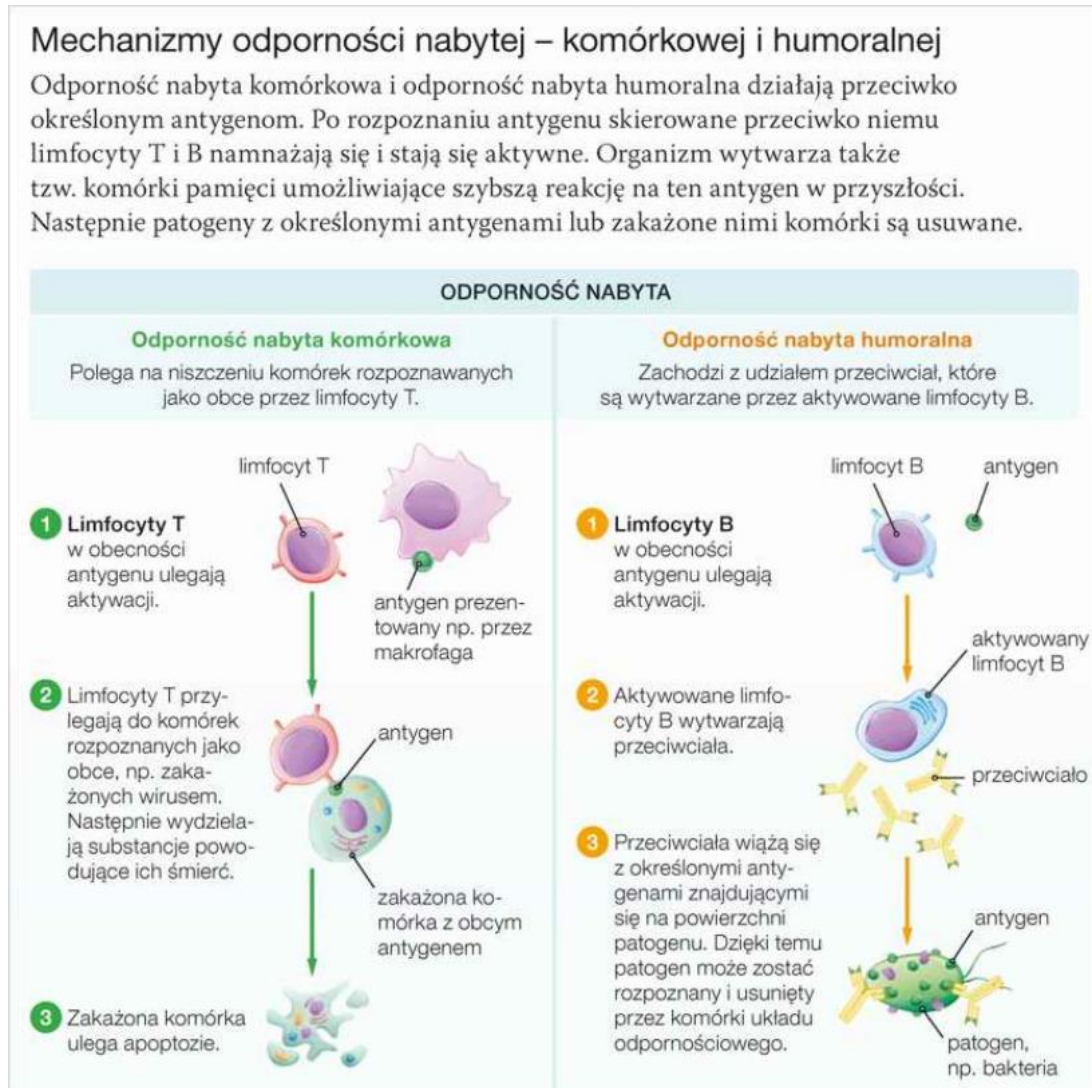 Mechanizmy odporności nabytej – komórkowej i humoralnej
Odporność nabyta komórkowa i odporność nabyta humoralna działają przeciwko
określonym antygenom. Po rozpoznaniu antygenu skierowane przeciwko niemu
limfocyty T i B namnażają się i stają się aktywne. Organizm wytwarza także
tzw. komórki pamięci umożliwiające szybszą reakcję na ten antygen w przyszłości.
Następnie patogeny z określonymi antygenami lub zakażone nimi komórki są usuwane.
ODPORNOŚĆ NABYTA
Odporność nabyta komórkowa
Polega na niszczeniu komórek rozpoznawanych
jako obce przez limfocyty T.
limfocyt T
1 Limfocyty T
w obecności
antygenu ulegają
aktywacji.
antygen prezen-
towany np. przez
makrofaga
2 Limfocyty T przy-
legają do komórek
rozpoznanych jako
obce, np. zaka-
żonych wirusem.
Następnie wydziela-
ją substancje powo-
dujące ich śmierć.
antygen
zakażona ko-
mórka z obcym
antygenem
3 Zakażona komórka
ulega apoptozie.
Odporność nabyta humoralna
Zachodzi z udziałem przeciwciał, które
są wytwarzane przez aktywowane limfocyty B.
limfocyt B
antygen
1 Limfocyty B
w obecności
antygenu ulegają
aktywacji.
aktywowany
limfocyt B
2 Aktywowane limfo-
cyty B wytwarzają
przeciwciała.
przeciwciało
3 Przeciwciała wiążą się
z określonymi anty-
genami znajdującymi
się na powierzchni
patogenu. Dzięki temu
patogen może zostać
rozpoznany i usunięty
przez komórki układu
odpornościowego.
antygen
patogen,
np. bakteria